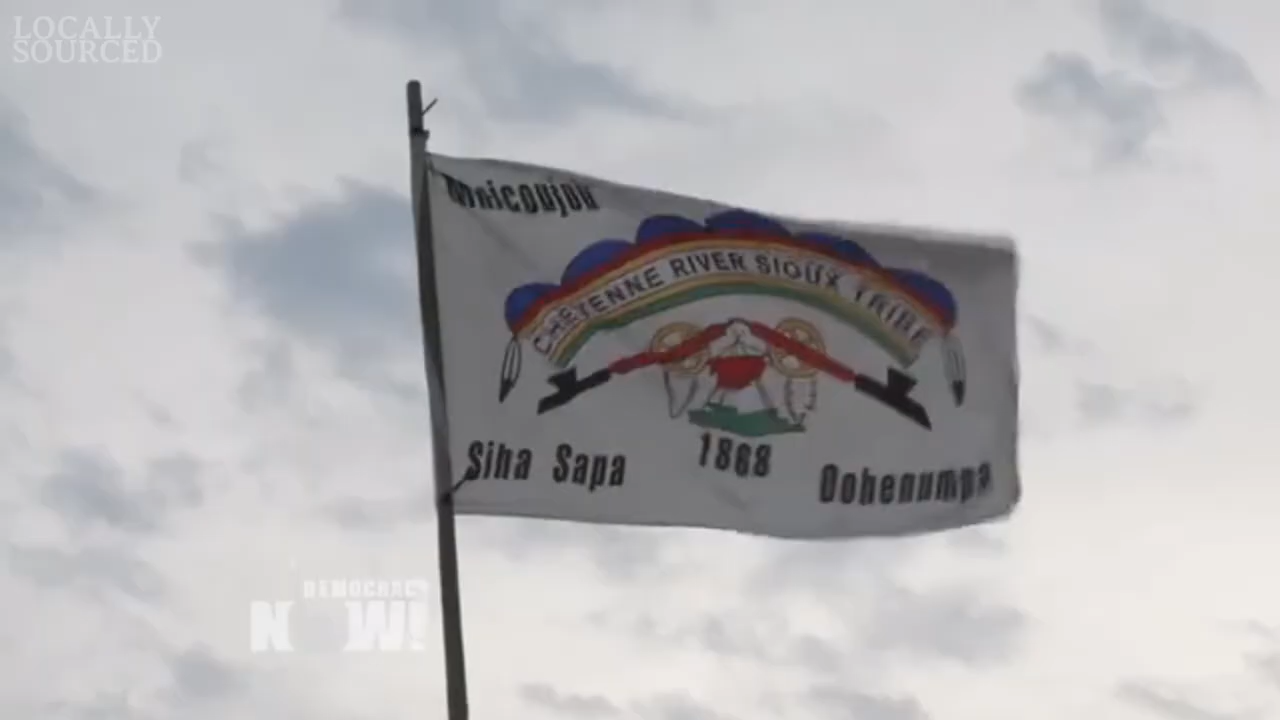 LOCALLY
SOURCED
Mnicoujou
CHEYENNE RIVER SIOUX TRIBE
1868
Siha Sapa
Oohenumpa
DEMOCRACY
NOW!